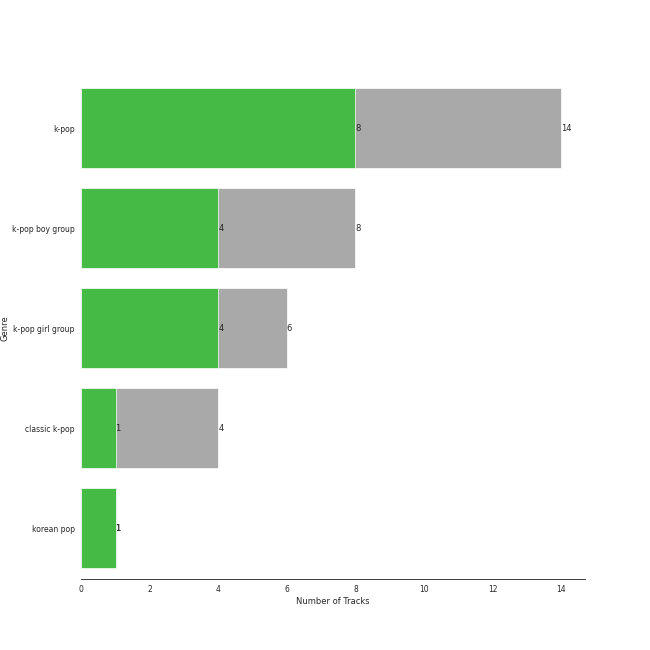 k-pop
8
14
k-pop boy group
4
8
k-pop girl group
4
6
classic k-pop
1
4
korean pop
1
Genre
0 2 4 6 8 10 12 14
Number of Tracks